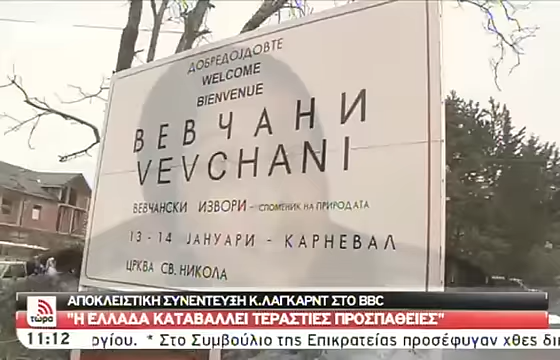 ДОБРЕДОЈДОВТЕ
WELCOME
BIENVENUE
ВЕВЧАНИ
VEVCHANI
ВЕВЧАНСКИ ИЗВОРИ - СПОМЕНИК НА ПРИРОДАТА
13 - 14 ЈАНУАРИ - КАРНЕВАЛ
ЦРКВА СВ. НИКОЛА
τώρα
ΑΠΟΚΛΕΙΣΤΙΚΗ ΣΥΝΕΝΤΕΥΞΗ Κ.ΛΑΓΚΑΡΝΤ ΣΤΟ BBC
"Η ΕΛΛΑΔΑ ΚΑΤΑΒΑΛΛΕΙ ΤΕΡΑΣΤΙΕΣ ΠΡΟΣΠΑΘΕΙΕΣ"
11:12 ργίου. * Στο Συμβούλιο της Επικρατείας προσέφυγαν χθες δ